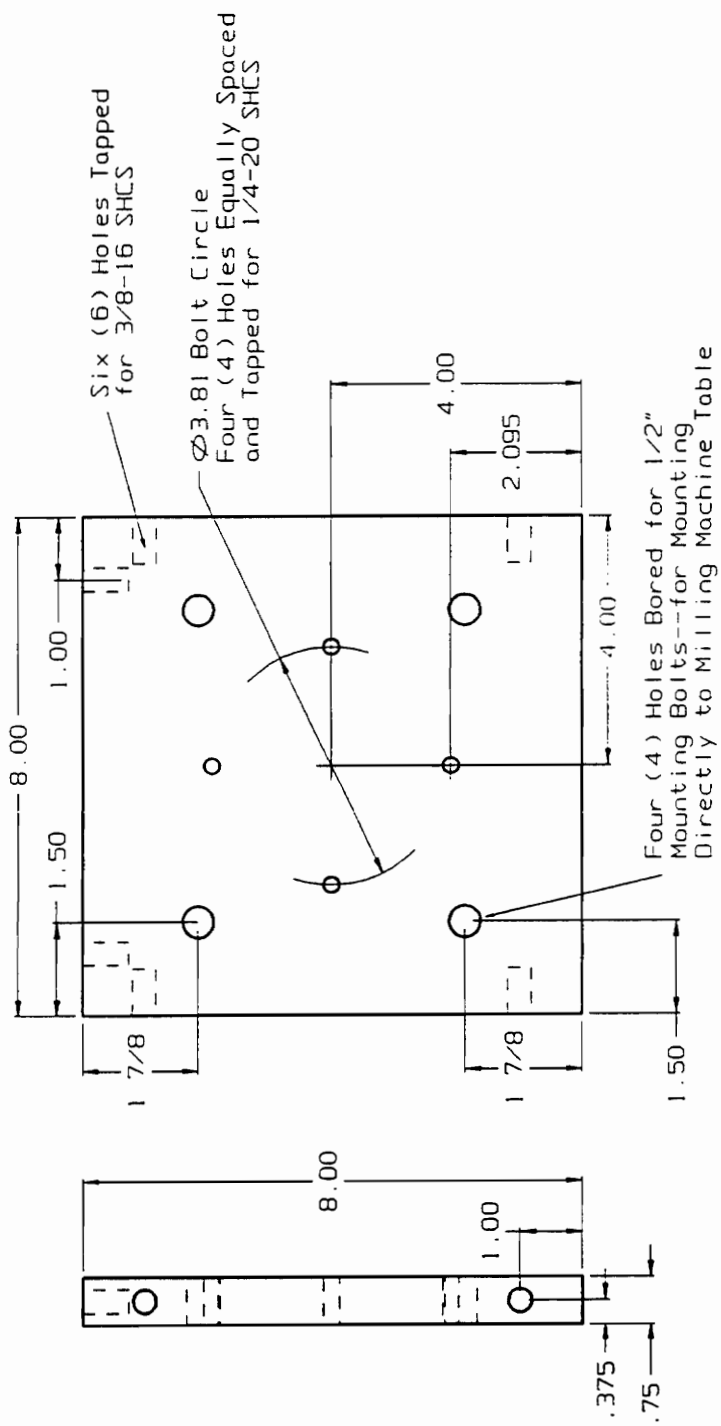 Six (6) Holes Tapped
for 3/8-16 SHCS
Ø3.81 Bolt Circle
Four (4) Holes Equally Spaced
and Tapped for 1/4-20 SHCS
8.00
1.50
1.00
1 7/8
4.00
2.095
1 7/8
4.00
1.50
Four (4) Holes Bored for 1/2"
Mounting Bolts--for Mounting
Directly to Milling Machine Table
8.00
1.00
.375
.75